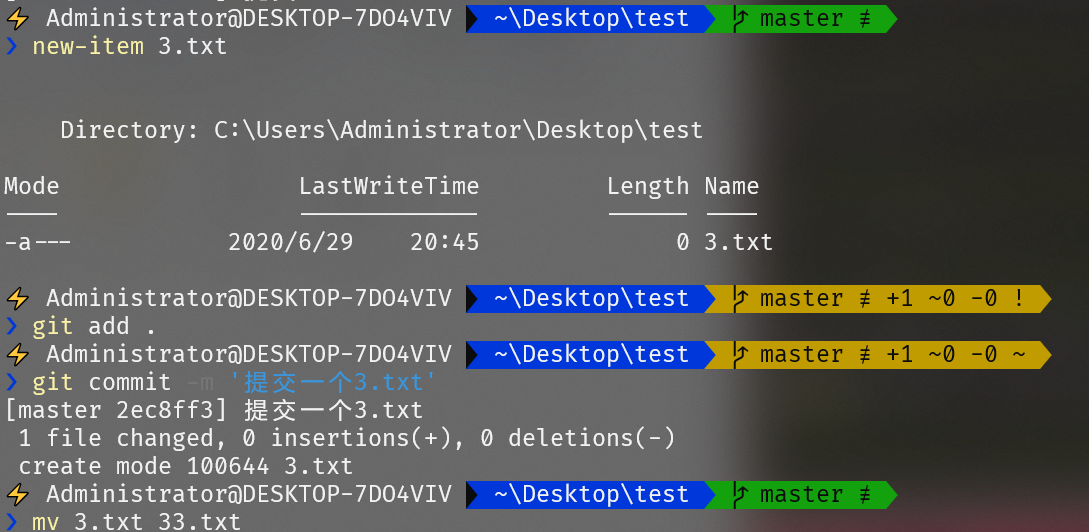 ⚡ Administrator@DESKTOP-7DO4VIV ~\Desktop\test master ≢
❯ new-item 3.txt
Directory: C:\Users\Administrator\Desktop\test
Mode LastWriteTime Length Name
---- ------------- ------ ----
-a--- 2020/6/29 20:45 0 3.txt
⚡ Administrator@DESKTOP-7DO4VIV ~\Desktop\test master ≢ +1 ~0 -0 !
❯ git add .
⚡ Administrator@DESKTOP-7DO4VIV ~\Desktop\test master ≢ +1 ~0 -0 ~
❯ git commit -m '提交一个3.txt'
[master 2ec8ff3] 提交一个3.txt
1 file changed, 0 insertions(+), 0 deletions(-)
create mode 100644 3.txt
⚡ Administrator@DESKTOP-7DO4VIV ~\Desktop\test master ≢
❯ mv 3.txt 33.txt